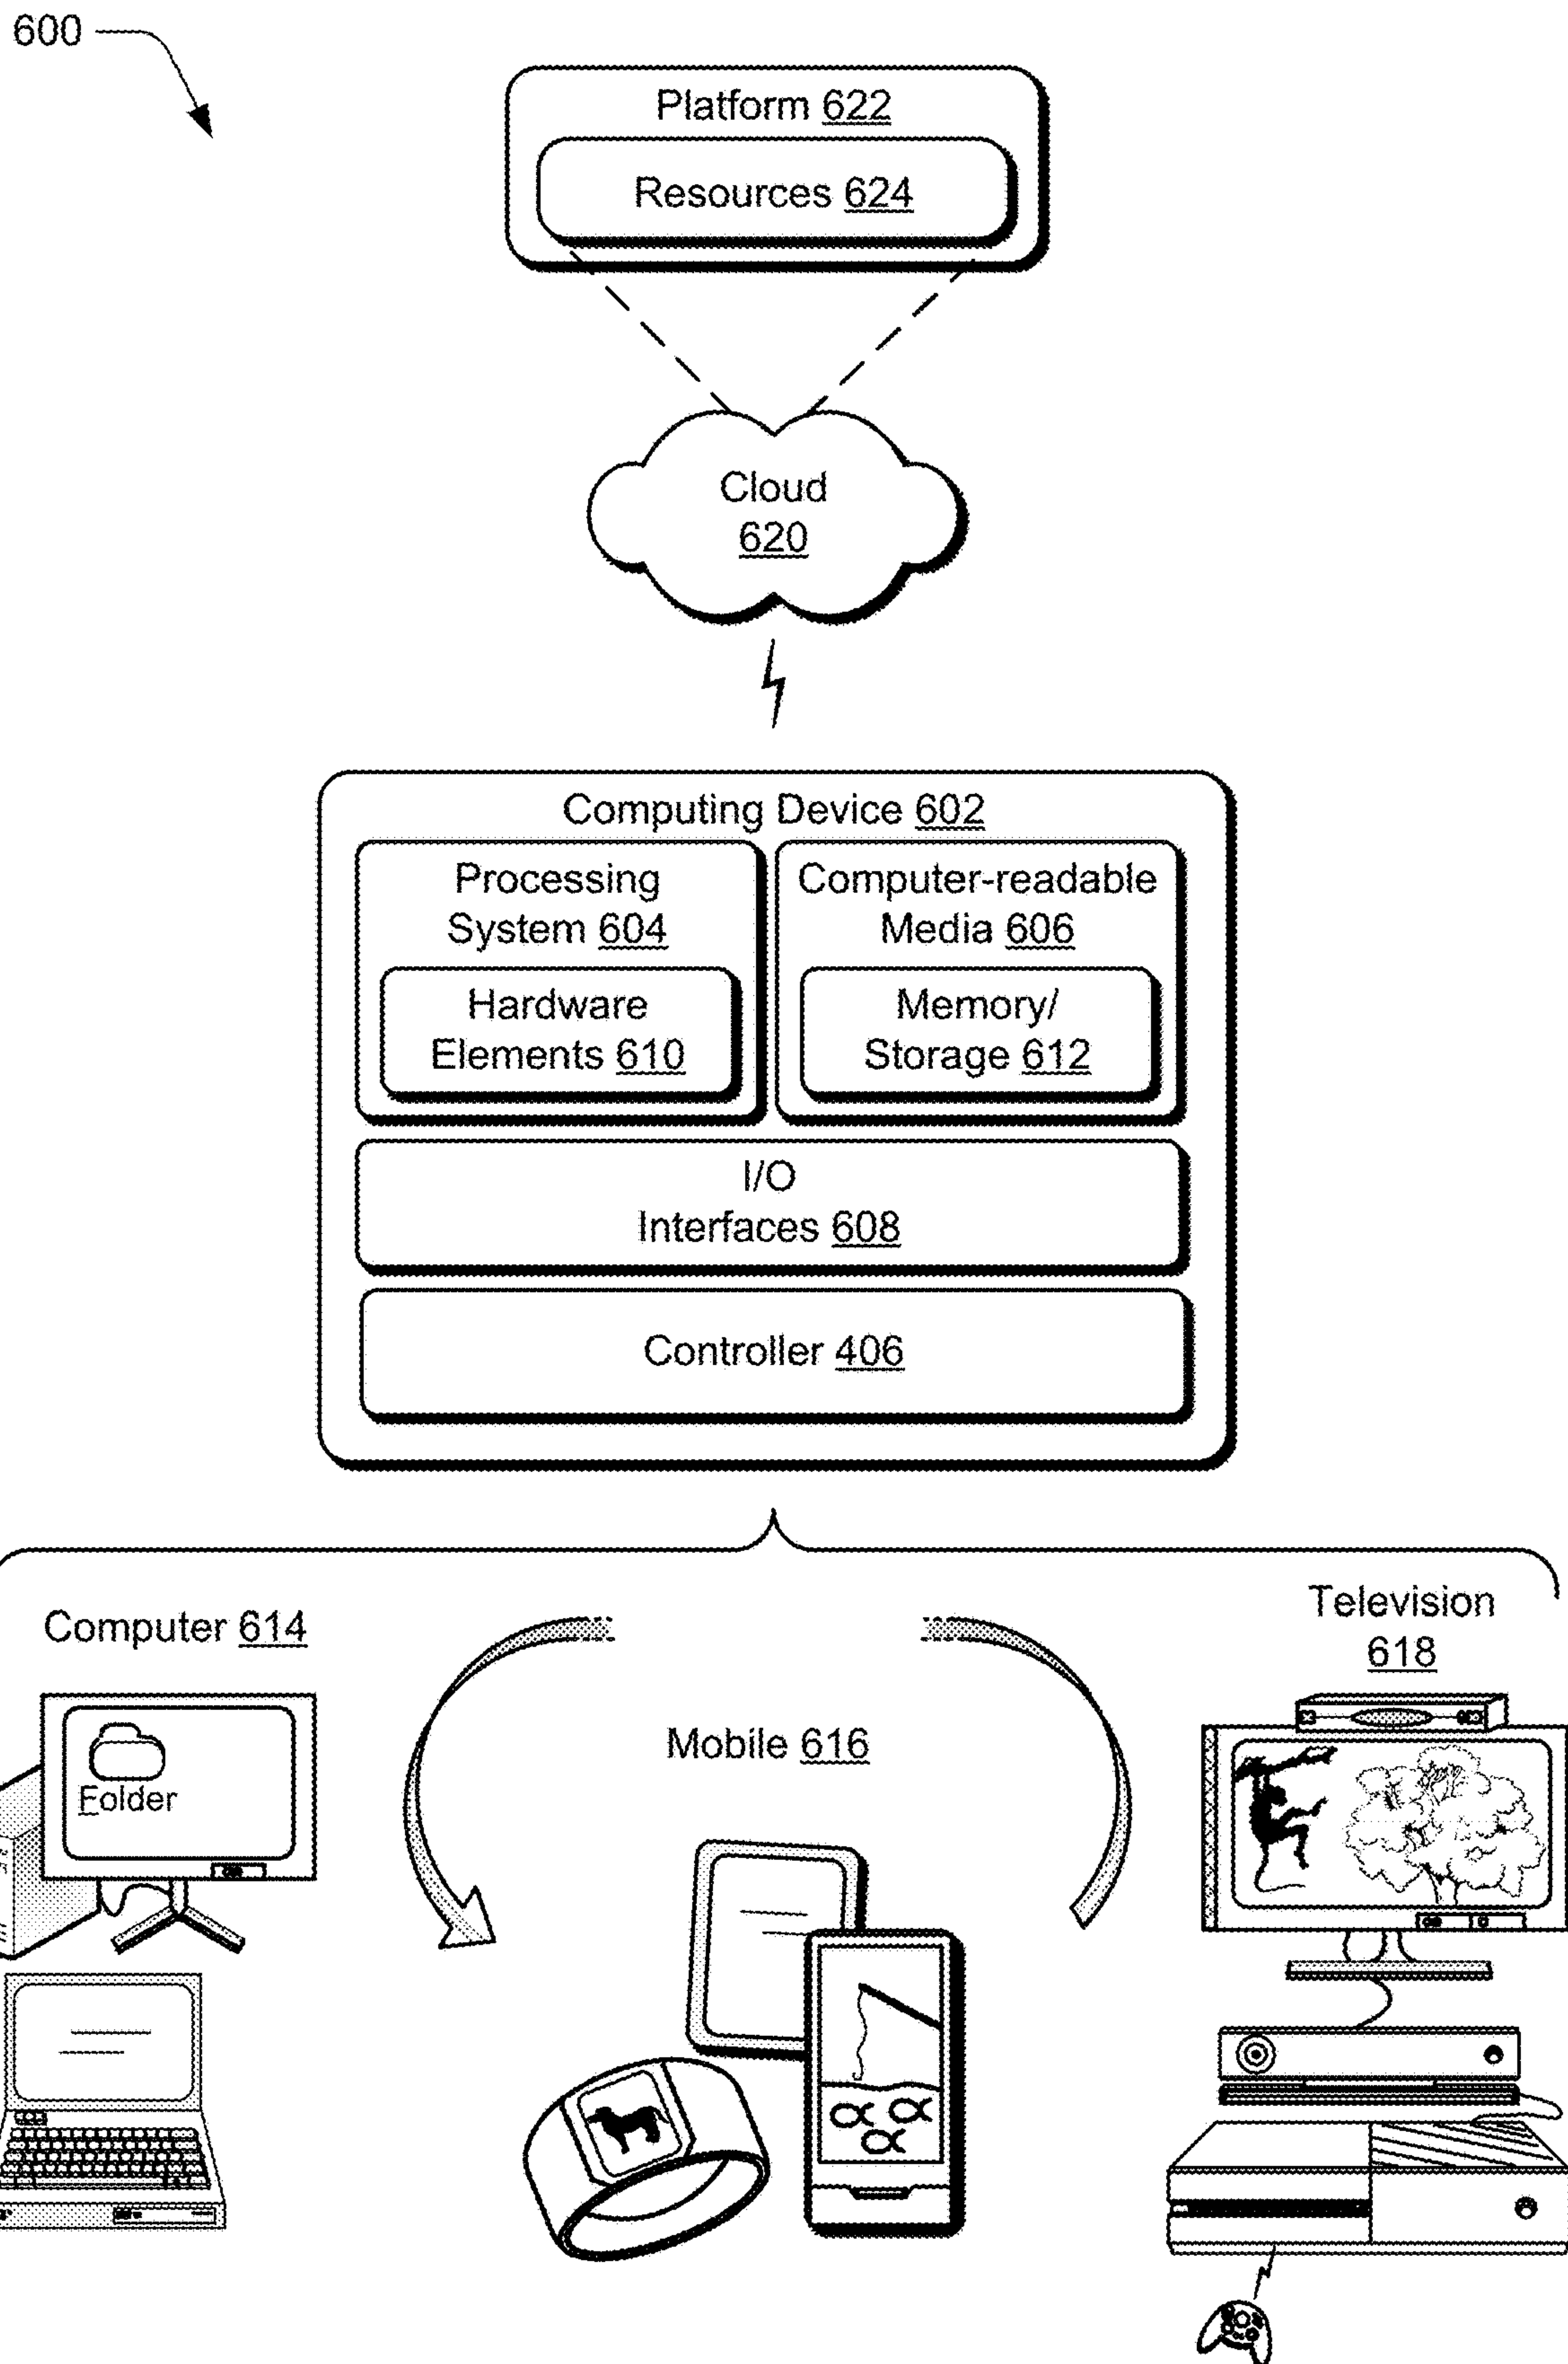 600
Platform 622
Resources 624
Cloud
620
Computing Device 602
Processing
System 604
Hardware
Elements 610
Computer-readable
Media 606
Memory/
Storage 612
I/O
Interfaces 608
Controller 406
Computer 614
Folder
Mobile 616
Television
618